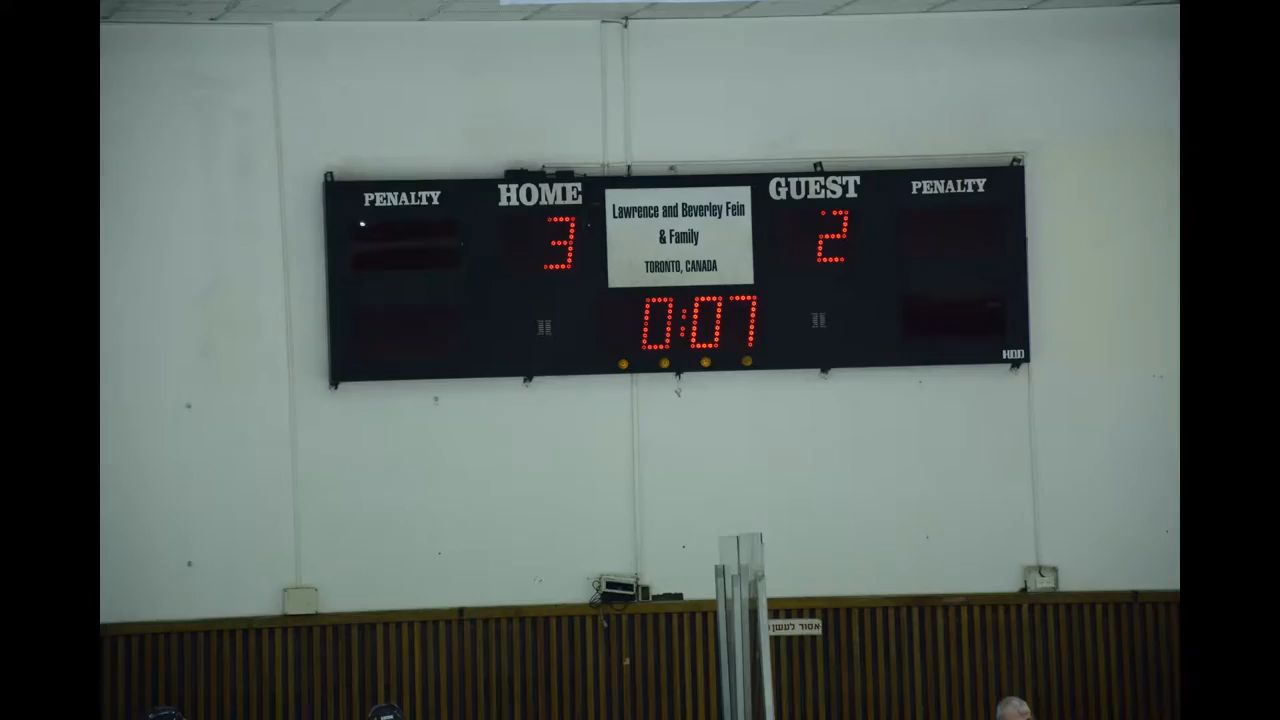 PENALTY HOME GUEST PENALTY
Lawrence and Beverley Fein
& Family
TORONTO, CANADA
3 2
0:07
אסור לעשן